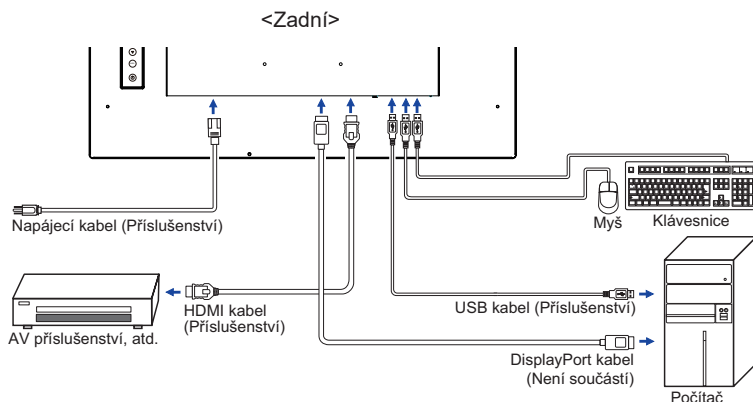 <Zadní>
Napájecí kabel (Příslušenství)
Myš
Klávesnice
HDMI kabel
(Příslušenství)
USB kabel (Příslušenství)
AV příslušenství, atd.
DisplayPort kabel
(Není součástí)
Počítač